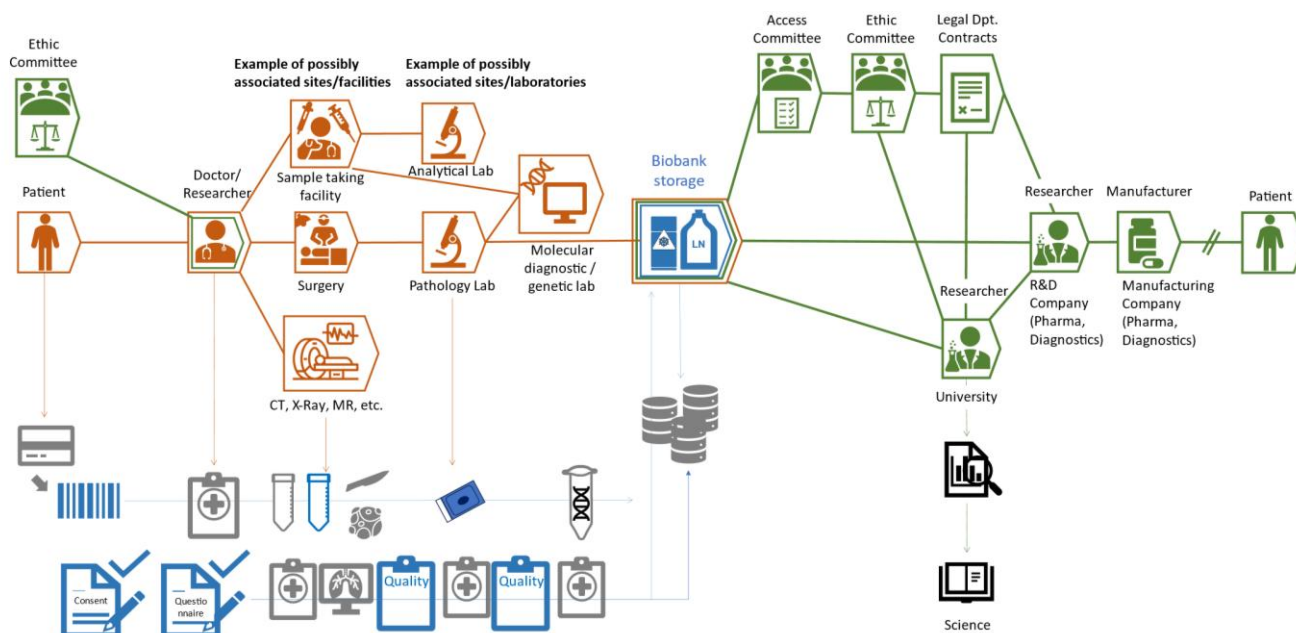 Ethic
Committee
Example of possibly
associated sites/facilities
Example of possibly
associated sites/laboratories
Access
Committee
Ethic
Committee
Legal Dpt.
Contracts
Patient
Doctor/
Researcher
Sample taking
facility
Analytical Lab
Biobank
storage
LN
Surgery
Pathology Lab
Molecular
diagnostic /
genetic lab
CT, X-Ray, MR, etc.
Researcher
Manufacturer
Patient
Researcher
R&D
Company
(Pharma,
Diagnostics)
Manufacturing
Company
(Pharma,
Diagnostics)
University
Consent
Questio
nnaire
Quality
Quality
Science